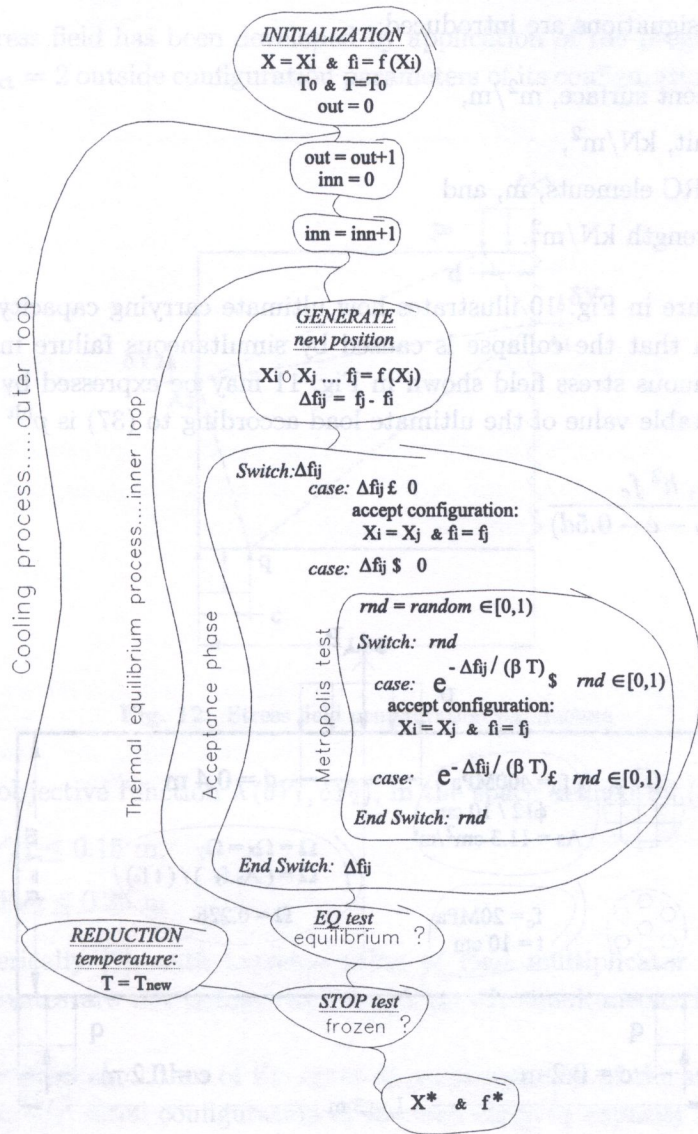 INITIALIZATION
X = Xi & fi = f (Xi)
To & T=To
out = 0
out = out+1
inn = 0
inn = inn+1
GENERATE
new position
Xi ○ Xj ... fj = f (Xj)
Δfij = fj - fi
Switch: Δfij
case: Δfij £ 0
accept configuration:
Xi = Xj & fi = fj
case: Δfij $ 0
rnd = random ∈[0,1)
Switch: rnd
case: e - Δfij / (β T) $ rnd ∈[0,1)
accept configuration:
Xi = Xj & fi = fj
case: e - Δfij / (β T) £ rnd ∈[0,1)
End Switch: rnd
End Switch: Δfij
Metropolis test
cceptance phase
Thermal equilibrium process....inner loop
Cooling process.....outer loop
EQ test
equilibrium ?
REDUCTION
temperature:
T = Tnew
STOP test
frozen ?
X* & f*